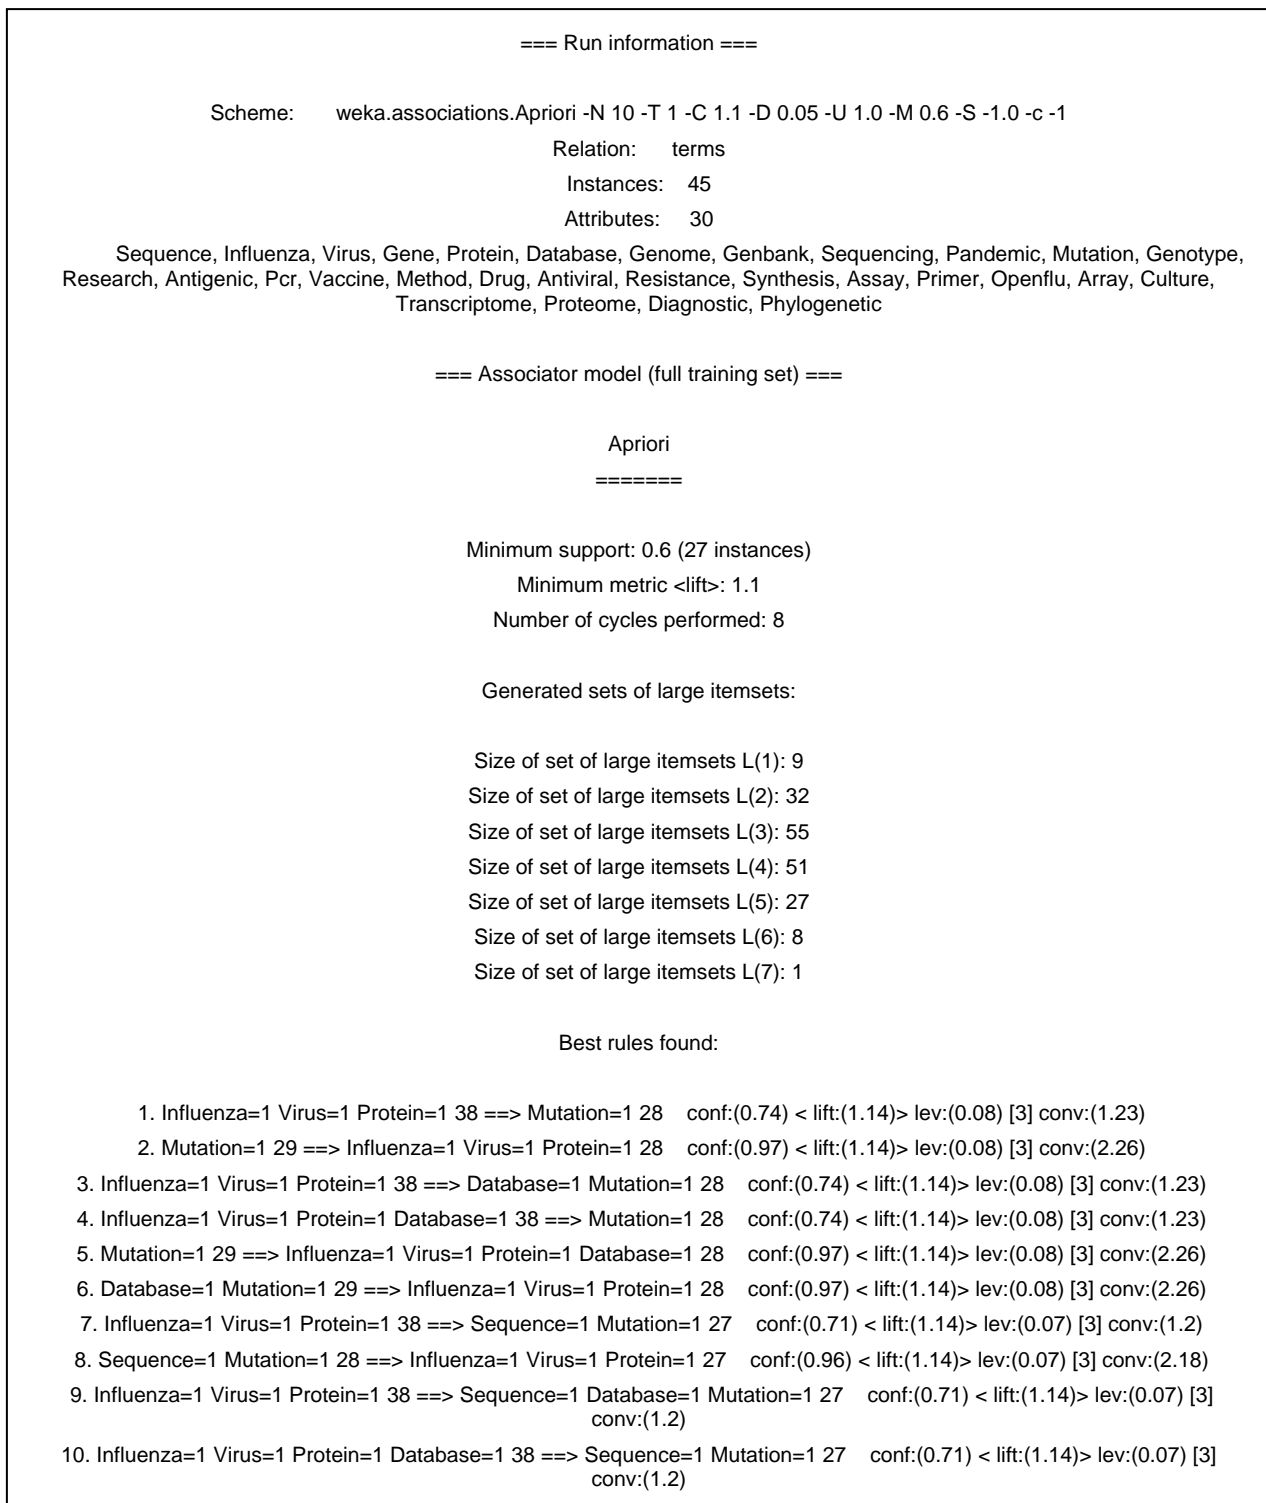 === Run information ===
Scheme: weka.associations.Apriori -N 10 -T 1 -C 1.1 -D 0.05 -U 1.0 -M 0.6 -S -1.0 -c -1
Relation: terms
Instances: 45
Attributes: 30
Sequence, Influenza, Virus, Gene, Protein, Database, Genome, Genbank, Sequencing, Pandemic, Mutation, Genotype,
Research, Antigenic, Pcr, Vaccine, Method, Drug, Antiviral, Resistance, Synthesis, Assay, Primer, Openflu, Array, Culture,
Transcriptome, Proteome, Diagnostic, Phylogenetic
=== Associator model (full training set) ===
Apriori
=======
Minimum support: 0.6 (27 instances)
Minimum metric <lift>: 1.1
Number of cycles performed: 8
Generated sets of large itemsets:
Size of set of large itemsets L(1): 9
Size of set of large itemsets L(2): 32
Size of set of large itemsets L(3): 55
Size of set of large itemsets L(4): 51
Size of set of large itemsets L(5): 27
Size of set of large itemsets L(6): 8
Size of set of large itemsets L(7): 1
Best rules found:
1. Influenza=1 Virus=1 Protein=1 38 ==> Mutation=1 28 conf:(0.74) < lift:(1.14)> lev:(0.08) [3] conv:(1.23)
2. Mutation=1 29 ==> Influenza=1 Virus=1 Protein=1 28 conf:(0.97) < lift:(1.14)> lev:(0.08) [3] conv:(2.26)
3. Influenza=1 Virus=1 Protein=1 38 ==> Database=1 Mutation=1 28 conf:(0.74) < lift:(1.14)> lev:(0.08) [3] conv:(1.23)
4. Influenza=1 Virus=1 Protein=1 Database=1 38 ==> Mutation=1 28 conf:(0.74) < lift:(1.14)> lev:(0.08) [3] conv:(1.23)
5. Mutation=1 29 ==> Influenza=1 Virus=1 Protein=1 Database=1 28 conf:(0.97) < lift:(1.14)> lev:(0.08) [3] conv:(2.26)
6. Database=1 Mutation=1 29 ==> Influenza=1 Virus=1 Protein=1 28 conf:(0.97) < lift:(1.14)> lev:(0.08) [3] conv:(2.26)
7. Influenza=1 Virus=1 Protein=1 38 ==> Sequence=1 Mutation=1 27 conf:(0.71) < lift:(1.14)> lev:(0.07) [3] conv:(1.2)
8. Sequence=1 Mutation=1 28 ==> Influenza=1 Virus=1 Protein=1 27 conf:(0.96) < lift:(1.14)> lev:(0.07) [3] conv:(2.18)
9. Influenza=1 Virus=1 Protein=1 38 ==> Sequence=1 Database=1 Mutation=1 27 conf:(0.71) < lift:(1.14)> lev:(0.07) [3]
conv:(1.2)
10. Influenza=1 Virus=1 Protein=1 Database=1 38 ==> Sequence=1 Mutation=1 27 conf:(0.71) < lift:(1.14)> lev:(0.07) [3]
conv:(1.2)